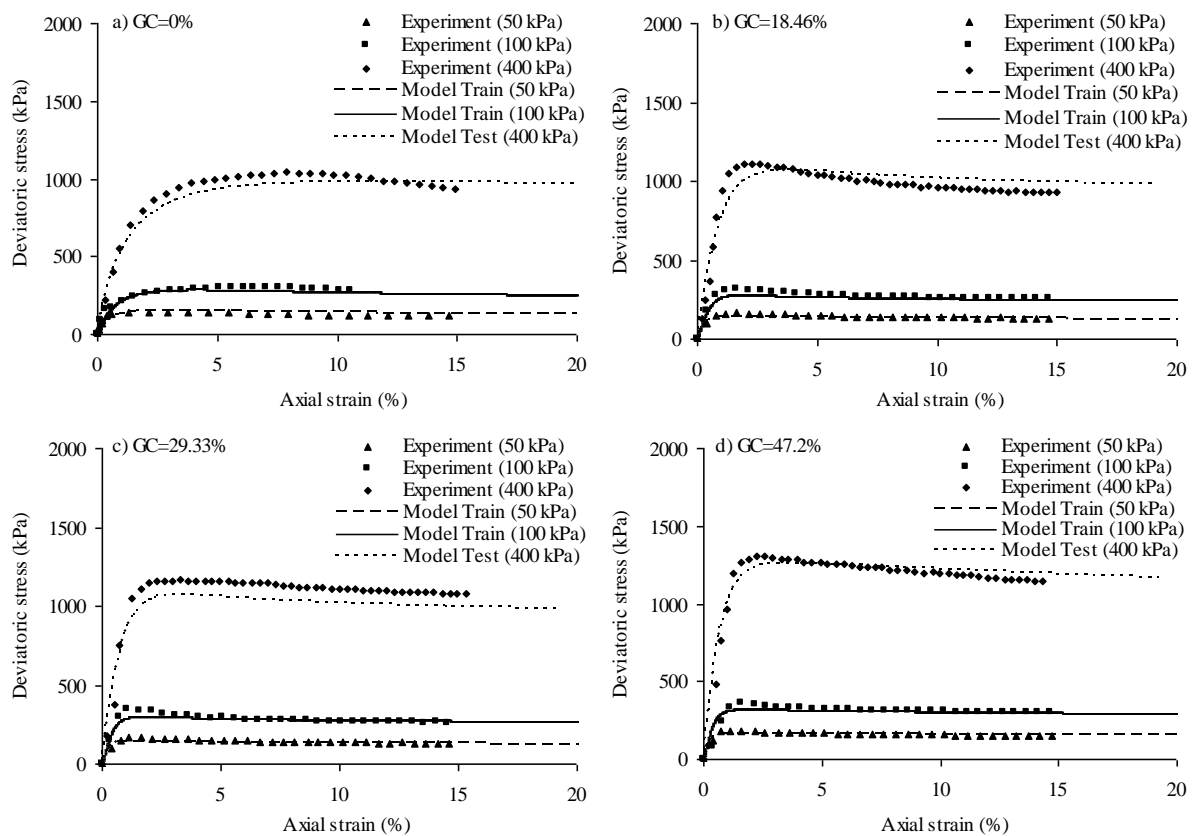 a) GC=0%
Experiment (50 kPa)
Experiment (100 kPa)
Experiment (400 kPa)
Model Train (50 kPa)
Model Train (100 kPa)
Model Test (400 kPa)
Deviatoric stress (kPa)
2000
1500
1000
500
0
0 5 10 15 20
Axial strain (%)
b) GC=18.46%
Experiment (50 kPa)
Experiment (100 kPa)
Experiment (400 kPa)
Model Train (50 kPa)
Model Train (100 kPa)
Model Test (400 kPa)
Deviatoric stress (kPa)
2000
1500
1000
500
0
0 5 10 15 20
Axial strain (%)
c) GC=29.33%
Experiment (50 kPa)
Experiment (100 kPa)
Experiment (400 kPa)
Model Train (50 kPa)
Model Train (100 kPa)
Model Test (400 kPa)
Deviatoric stress (kPa)
2000
1500
1000
500
0
0 5 10 15 20
Axial strain (%)
d) GC=47.2%
Experiment (50 kPa)
Experiment (100 kPa)
Experiment (400 kPa)
Model Train (50 kPa)
Model Train (100 kPa)
Model Test (400 kPa)
Deviatoric stress (kPa)
2000
1500
1000
500
0
0 5 10 15 20
Axial strain (%)